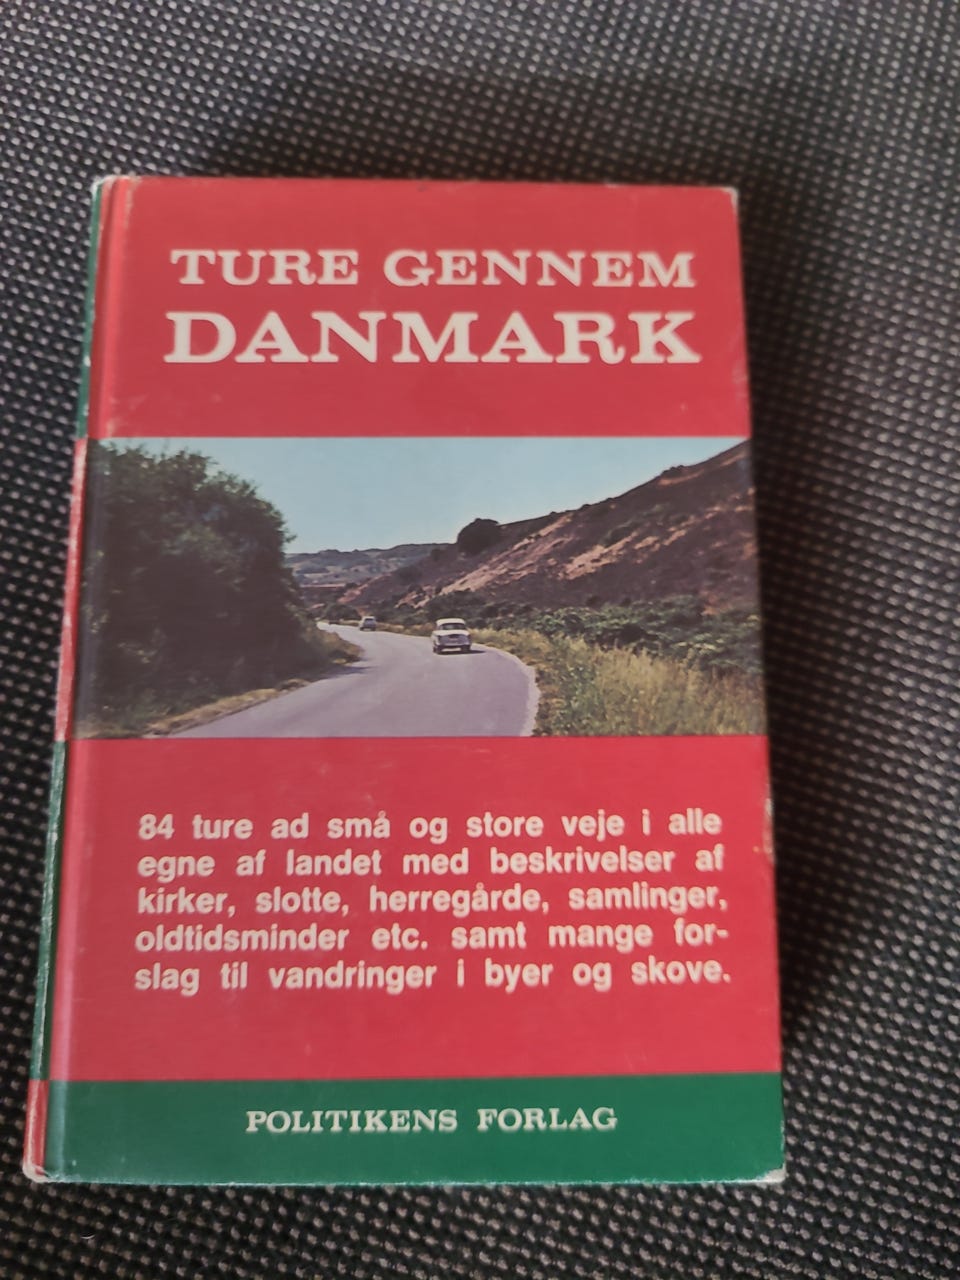 TURE GENNEM
DANMARK
84 ture ad små og store veje i alle
egne af landet med beskrivelser af
kirker, slotte, herregårde, samlinger,
oldtidsminder etc. samt mange for-
slag til vandringer i byer og skove.
POLITIKENS FORLAG